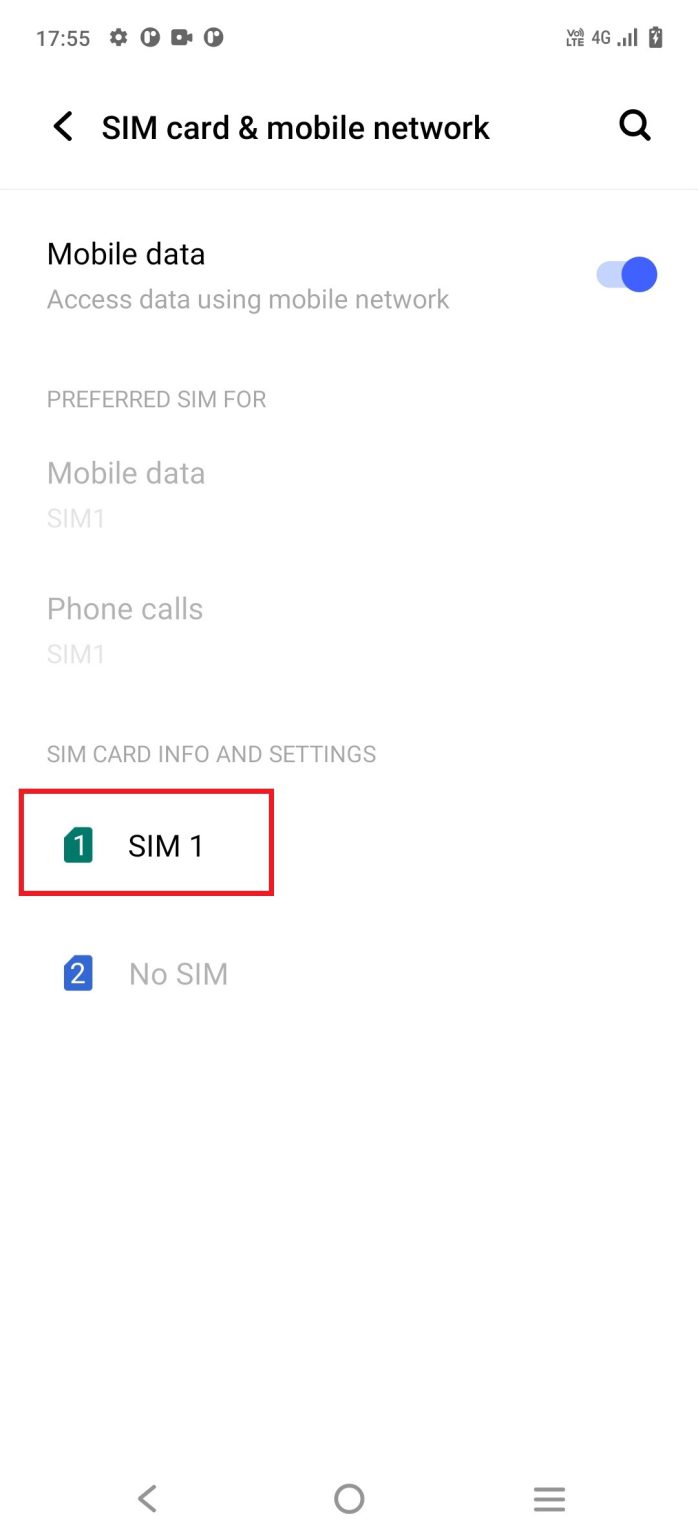 17:55
Vo) LTE 4G
SIM card & mobile network
Mobile data
Access data using mobile network
PREFERRED SIM FOR
Mobile data
SIM1
Phone calls
SIM1
SIM CARD INFO AND SETTINGS
1 SIM 1
2 No SIM